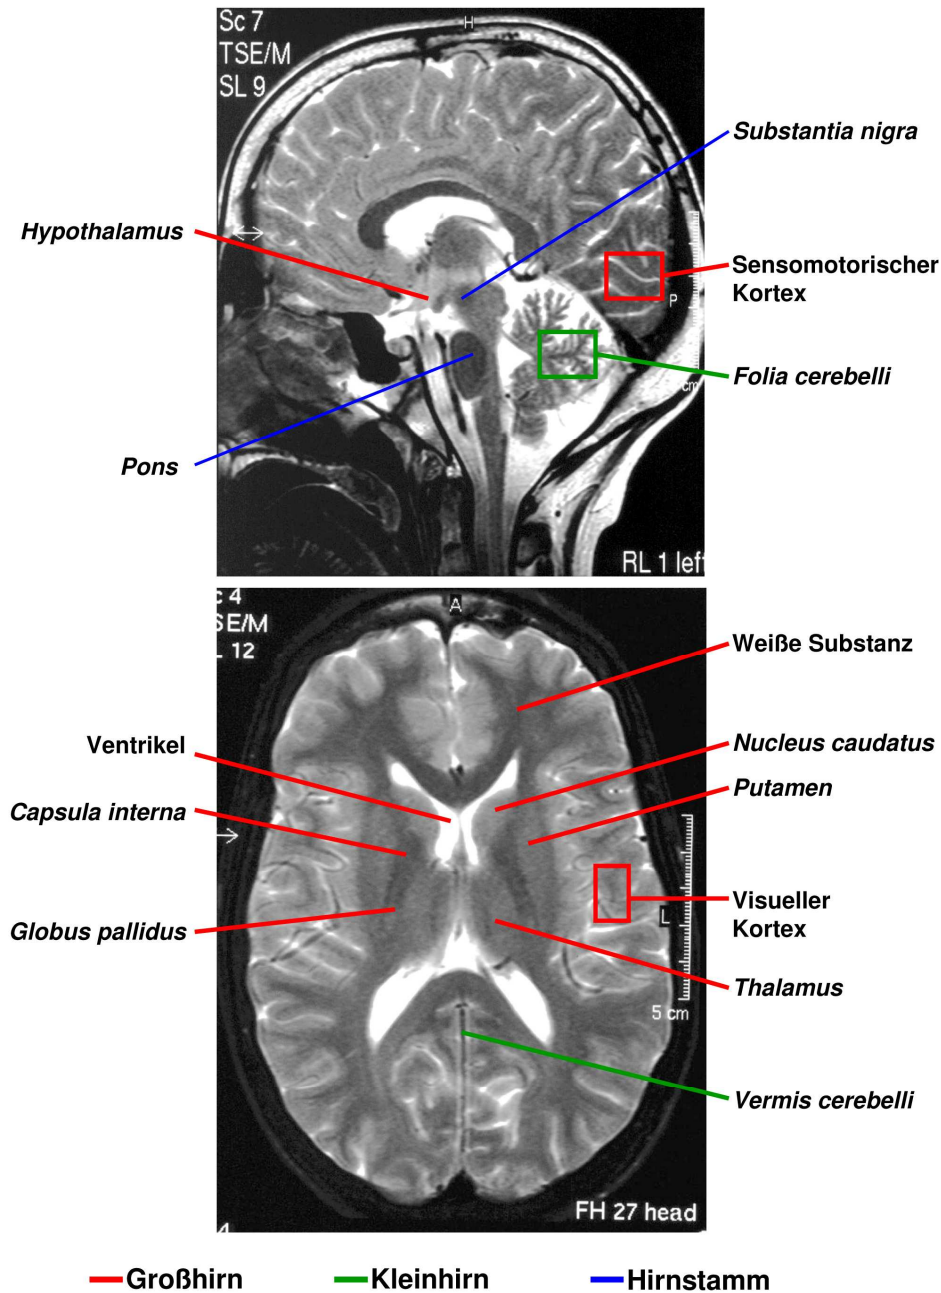 Sc 7
TSE/M
SL 9
H
Substantia nigra
Hypothalamus
Sensomotorischer
Kortex
P
Folia cerebelli
cm
Pons
RL 1 left
c 4
SE/M
L 12
A
Weiße Substanz
Ventrikel
Nucleus caudatus
Putamen
Capsula interna
Visueller
Kortex
L
Globus pallidus
Thalamus
5 cm
Vermis cerebelli
FH 27 head
4
Großhirn
Kleinhirn
Hirnstamm